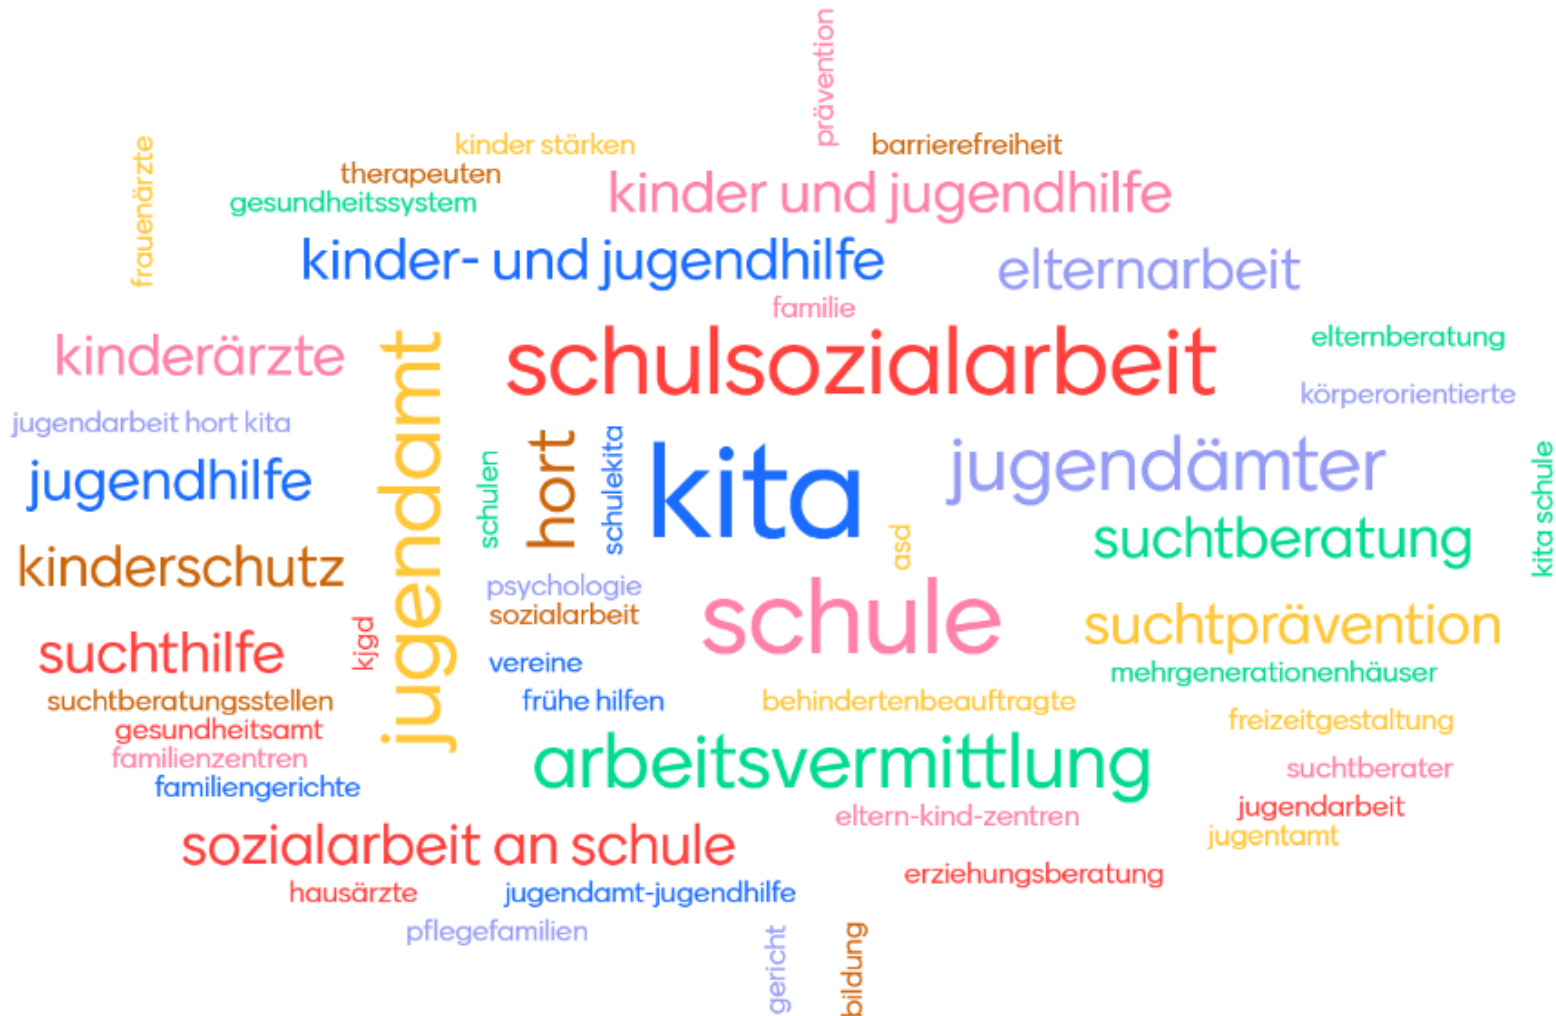 prävention
kinder stärken
barrierefreiheit
frauenärzte
therapeuten
kinder und jugendhilfe
gesundheitssystem
kinder- und jugendhilfe
elternarbeit
familie
kinderärzte
jugendamt
schulsozialarbeit
elternberatung
körperorientierte
jugendarbeit hort kita
jugendhilfe
schulen
hort
schulekita
kita
jugendämter
kita schule
asd
suchtberatung
kinderschutz
psychologie
sozialarbeit
schule
suchtprävention
suchthilfe
kjgd
vereine
mehrgenerationenhäuser
suchtberatungsstellen
frühe hilfen
behindertenbeauftragte
freizeitgestaltung
gesundheitsamt
familienzentren
arbeitsvermittlung
suchtberater
familiengerichte
eltern-kind-zentren
jugendarbeit
jugentamt
sozialarbeit an schule
erziehungsberatung
hausärzte
jugendamt-jugendhilfe
pflegefamilien
gericht
bildung